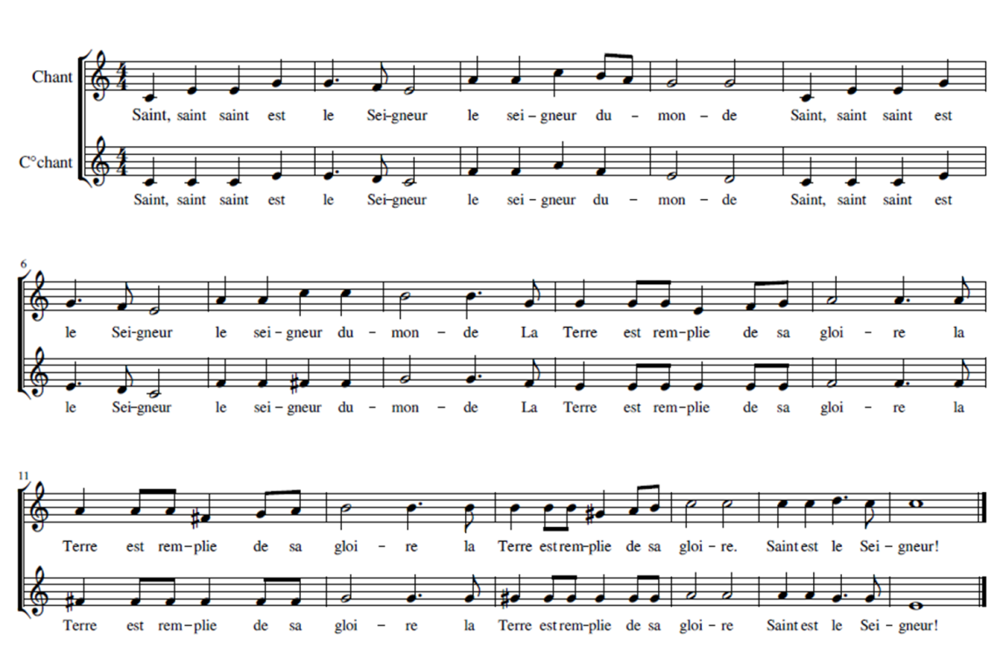 Chant
Saint, saint saint est le Sei-gneur le sei - gneur du - mon - de Saint, saint saint est
C°chant
Saint, saint saint est le Sei-gneur le sei - gneur du - mon - de Saint, saint saint est
6
le Sei-gneur le sei - gneur du - mon - de La Terre est rem-plie de sa gloi - re la
le Sei-gneur le sei - gneur du - mon - de La Terre est rem-plie de sa gloi - re la
11
Terre est rem-plie de sa gloi - re la Terre est rem-plie de sa gloi - re. Saint est le Sei - gneur!
Terre est rem-plie de sa gloi - re la Terre est rem-plie de sa gloi - re Saint est le Sei - gneur!